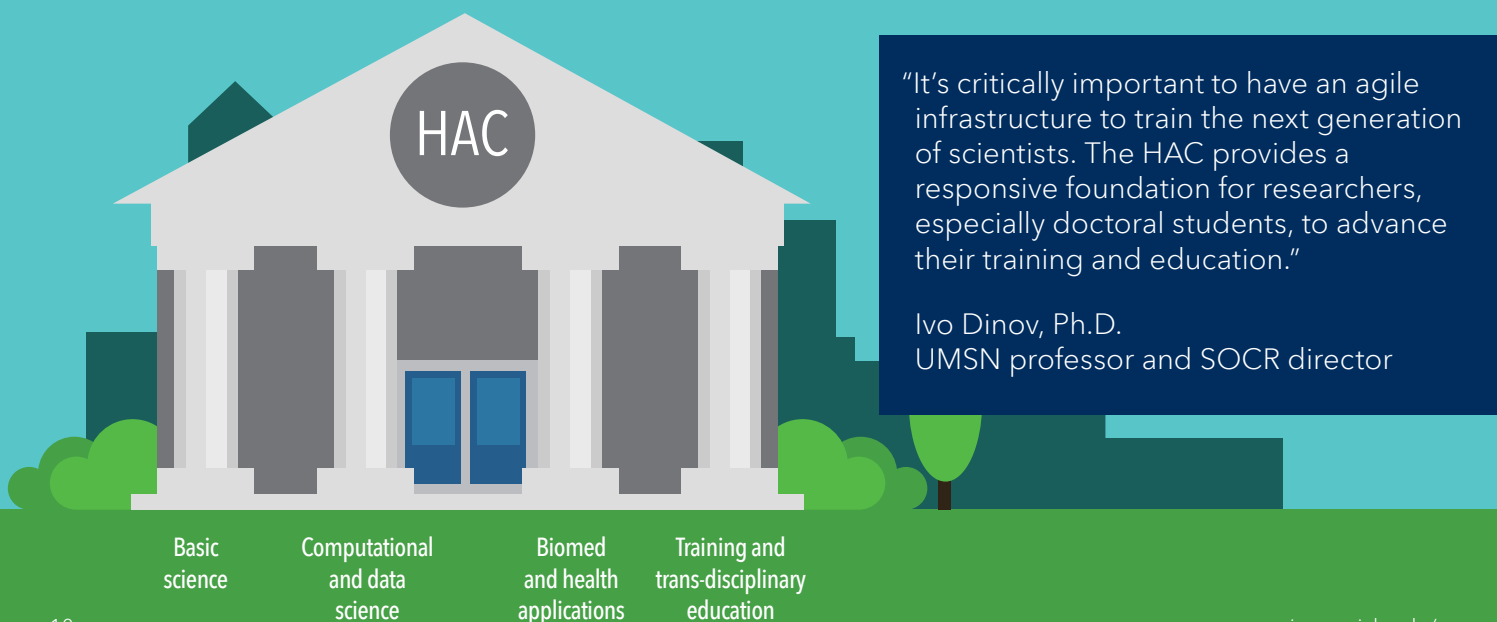 HAC
“It’s critically important to have an agile
infrastructure to train the next generation
of scientists. The HAC provides a
responsive foundation for researchers,
especially doctoral students, to advance
their training and education.”
Ivo Dinov, Ph.D.
UMSN professor and SOCR director
Basic
science
Computational
and data
science
Biomed
and health
applications
Training and
trans-disciplinary
education